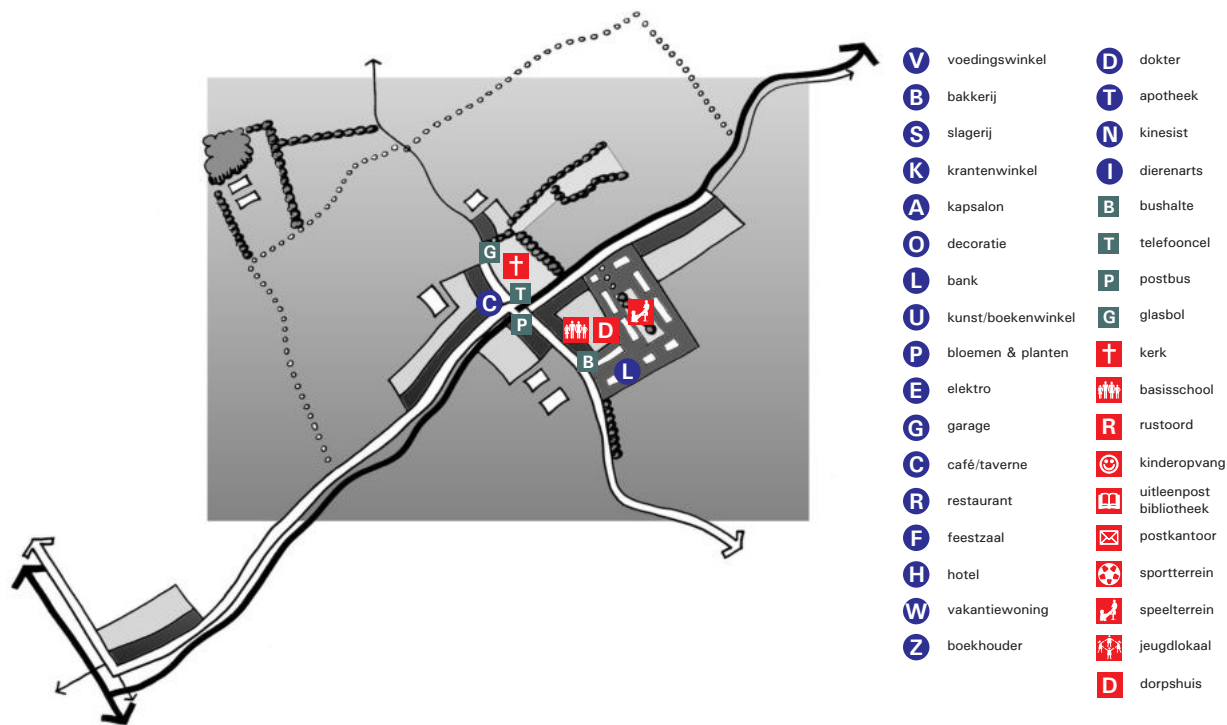 G
T
C
P
D
B
L
V voedingswinkel
B bakkerij
S slagerij
K krantenwinkel
A kapsalon
O decoratie
L bank
U kunst/boekenwinkel
P bloemen & planten
E elektro
G garage
C café/taverne
R restaurant
F feestzaal
H hotel
W vakantiewoning
Z boekhouder
D dokter
T apotheek
N kinesist
I dierenarts
B bushalte
T telefooncel
P postbus
G glasbol
kerk
basisschool
R rustoord
kinderopvang
uitleenpost
bibliotheek
postkantoor
sportterrein
speelterrein
jeugdlokaal
D dorpshuis